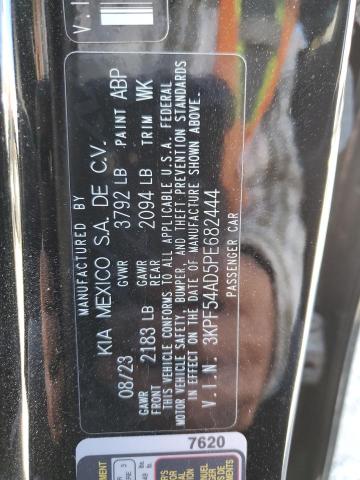 V.I
MANUFACTURED BY
KIA MEXICO S.A. DE C.V.
08/23 GVWR 3792 LB PAINT ABP
GAWR FRONT 2183 LB GAWR REAR 2094 LB TRIM WK
THIS VEHICLE CONFORMS TO ALL APPLICABLE U.S.A. FEDERAL
MOTOR VEHICLE SAFETY, BUMPER, AND THEFT PREVENTION STANDARDS
IN EFFECT ON THE DATE OF MANUFACTURE SHOWN ABOVE.
V.I.N. 3KPF54AD5PE682444
PASSENGER CAR
7620